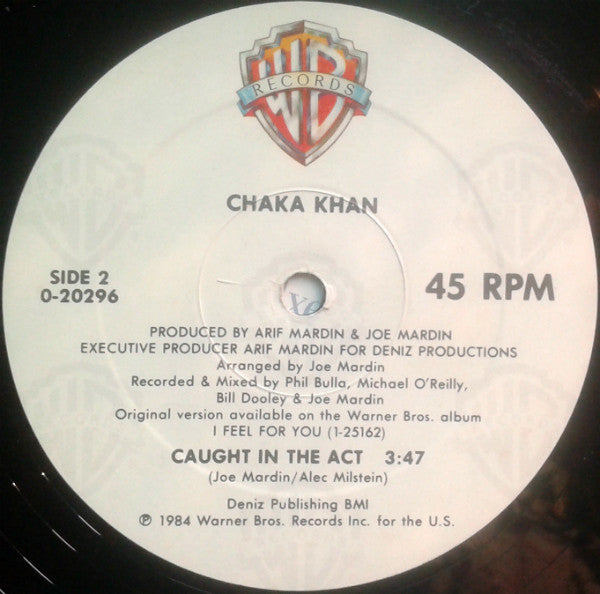 WB
RECORDS
CHAKA KHAN
SIDE 2
0-20296
45 RPM
PRODUCED BY ARIF MARDIN & JOE MARDIN
EXECUTIVE PRODUCER ARIF MARDIN FOR DENIZ PRODUCTIONS
Arranged by Joe Mardin
Recorded & Mixed by Phil Bulla, Michael O'Reilly,
Bill Dooley & Joe Mardin
Original version available on the Warner Bros. album
I FEEL FOR YOU (1-25162)
CAUGHT IN THE ACT 3:47
(Joe Mardin/Alec Milstein)
Deniz Publishing BMI
℗ 1984 Warner Bros. Records Inc. for the U.S.